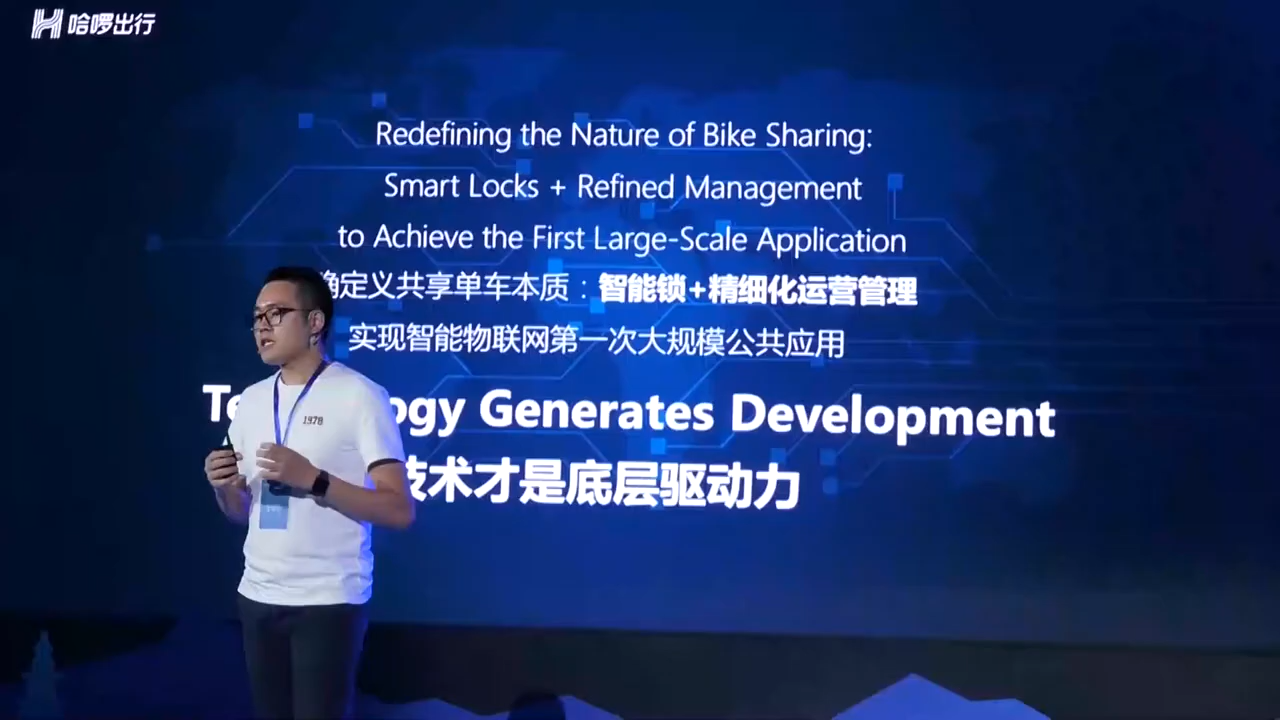 哈啰出行
Redefining the Nature of Bike Sharing:
Smart Locks + Refined Management
to Achieve the First Large-Scale Application
定义共享单车本质：智能锁+精细化运营管理
实现智能物联网第一次大规模公共应用
Generates Development
术才是底层驱动力
1978